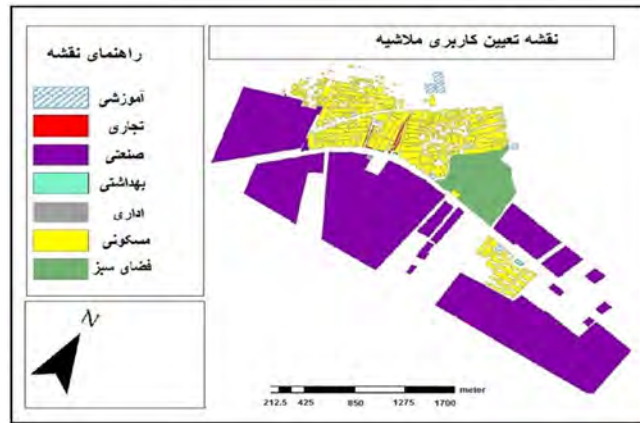 نقشه تعیین کاربری ملاشیه
راهنمای نقشه
آموزشی
تجاری
صنعتی
بهداشتی
اداری
مسکونی
فضای سبز
N
meter
212.5 425 850 1275 1700